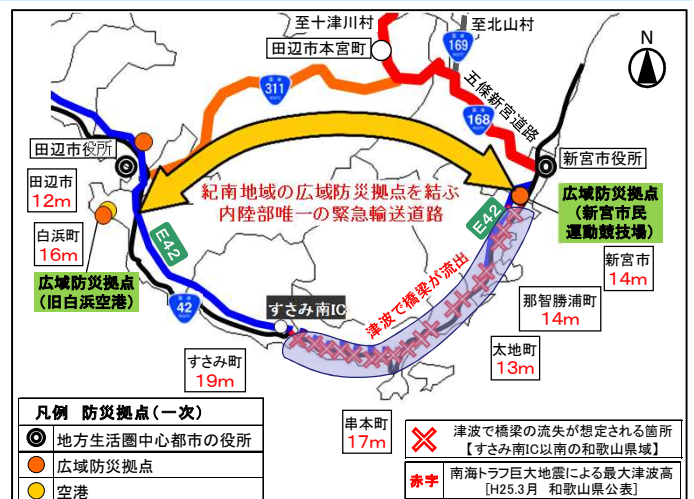 至十津川村
至北山村
N
田辺市本宮町
169
311
五條新宮道路
168
田辺市役所
新宮市役所
田辺市
12m
紀南地域の広域防災拠点を結ぶ
内陸部唯一の緊急輸送道路
広域防災拠点
(新宮市民
運動競技場)
白浜町
16m
E42
E42
新宮市
14m
広域防災拠点
(旧白浜空港)
42
すさみ南IC
津波で橋梁が流出
那智勝浦町
14m
すさみ町
19m
太地町
13m
串本町
17m
凡例 防災拠点(一次)
地方生活圏中心都市の役所
広域防災拠点
空港
津波で橋梁の流失が想定される箇所
【すさみ南IC以南の和歌山県域】
赤字
南海トラフ巨大地震による最大津波高
[H25.3月 和歌山県公表]